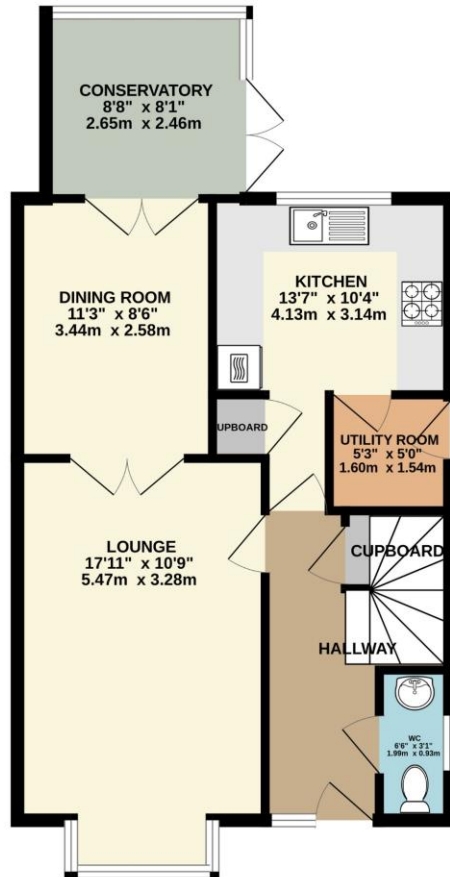 CONSERVATORY
8'8" x 8'1"
2.65m x 2.46m
DINING ROOM
11'3" x 8'6"
3.44m x 2.58m
KITCHEN
13'7" x 10'4"
4.13m x 3.14m
UPBOARD
UTILITY ROOM
5'3" x 5'0"
1.60m x 1.54m
LOUNGE
17'11" x 10'9"
5.47m x 3.28m
CUPBOARD
HALLWAY
WC
6'6" x 3'1"
1.99m x 0.93m